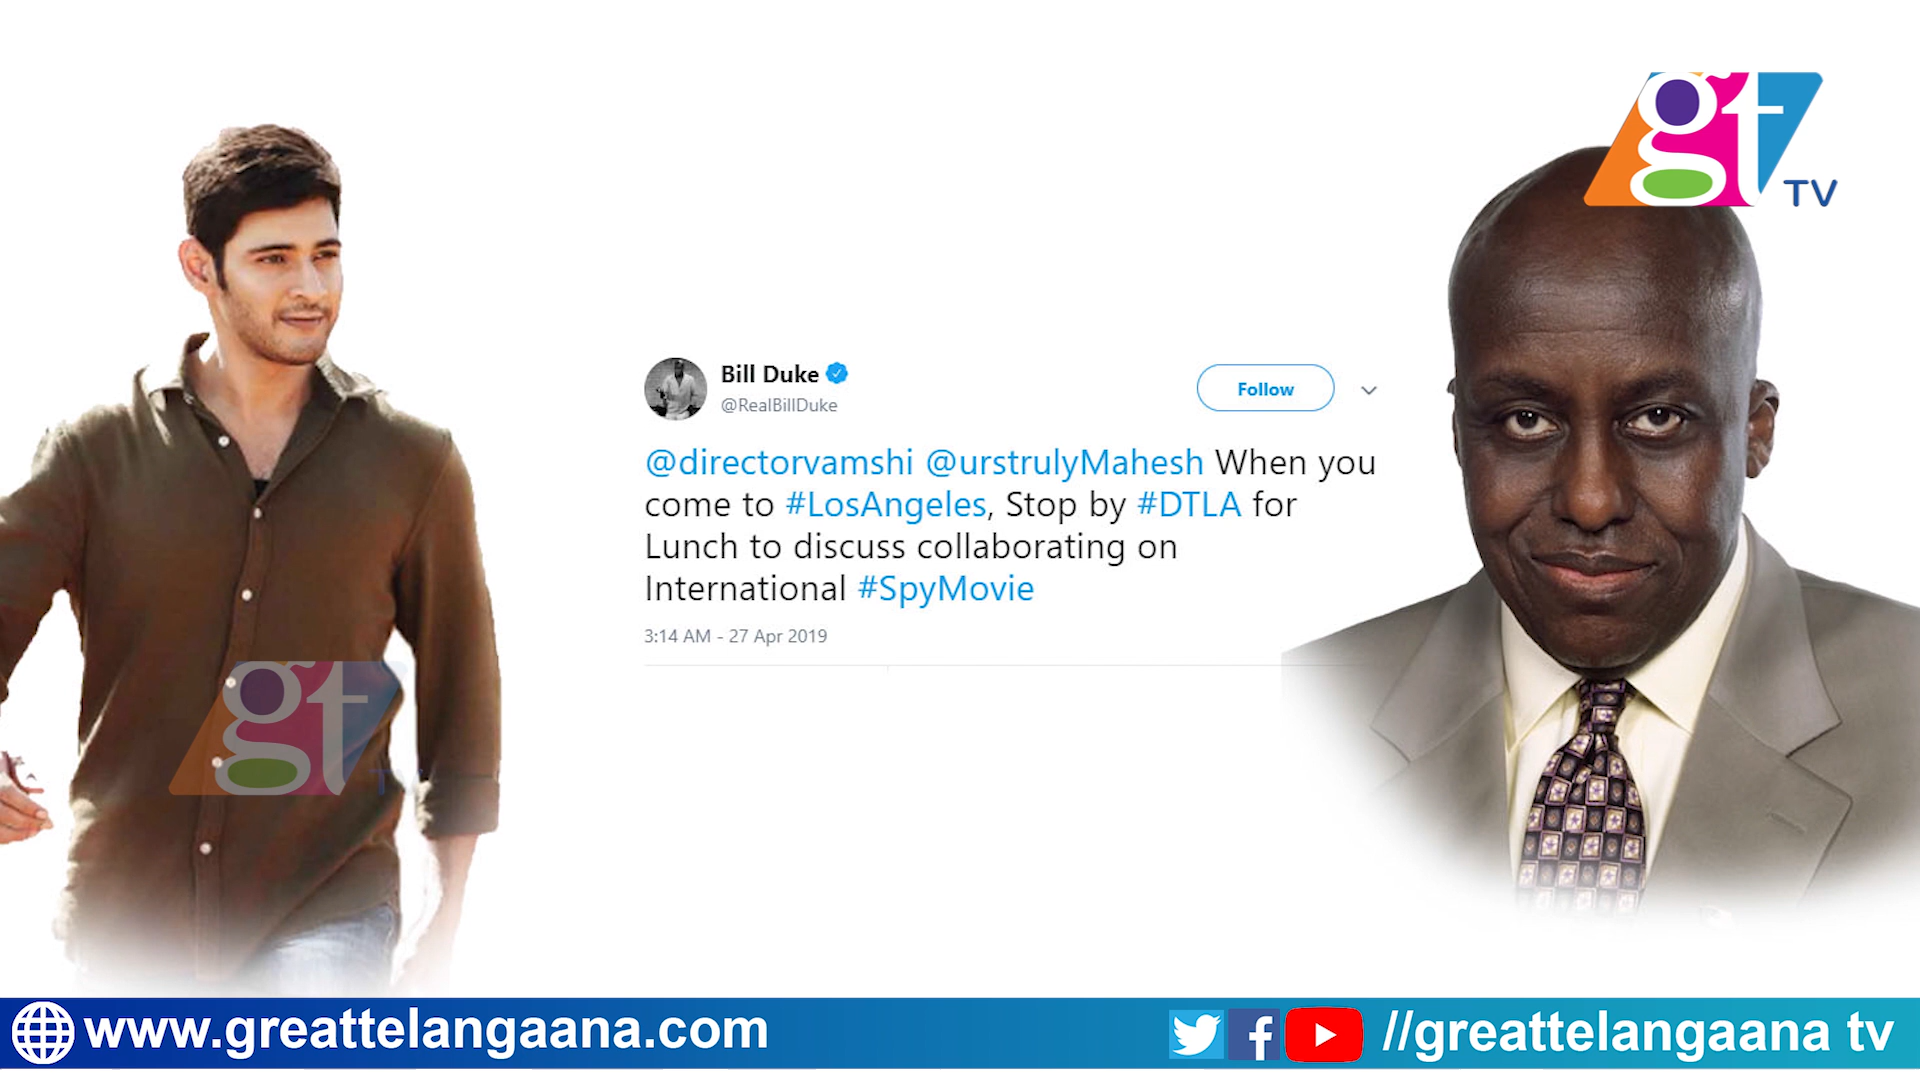 gt TV
Bill Duke
@RealBillDuke
Follow
@directorvamshi @urstrulyMahesh When you
come to #LosAngeles, Stop by #DTLA for
Lunch to discuss collaborating on
International #SpyMovie
3:14 AM - 27 Apr 2019
gt TV
www.greattelangaana.com
f
//greattelangaana tv